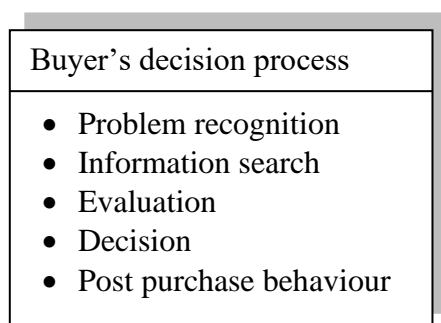 Buyer’s decision process
• Problem recognition
• Information search
• Evaluation
• Decision
• Post purchase behaviour